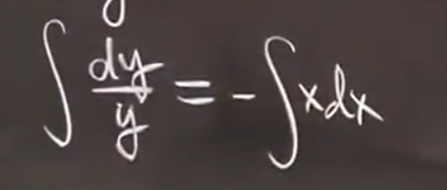 ∫ dy/y = - ∫ x dx